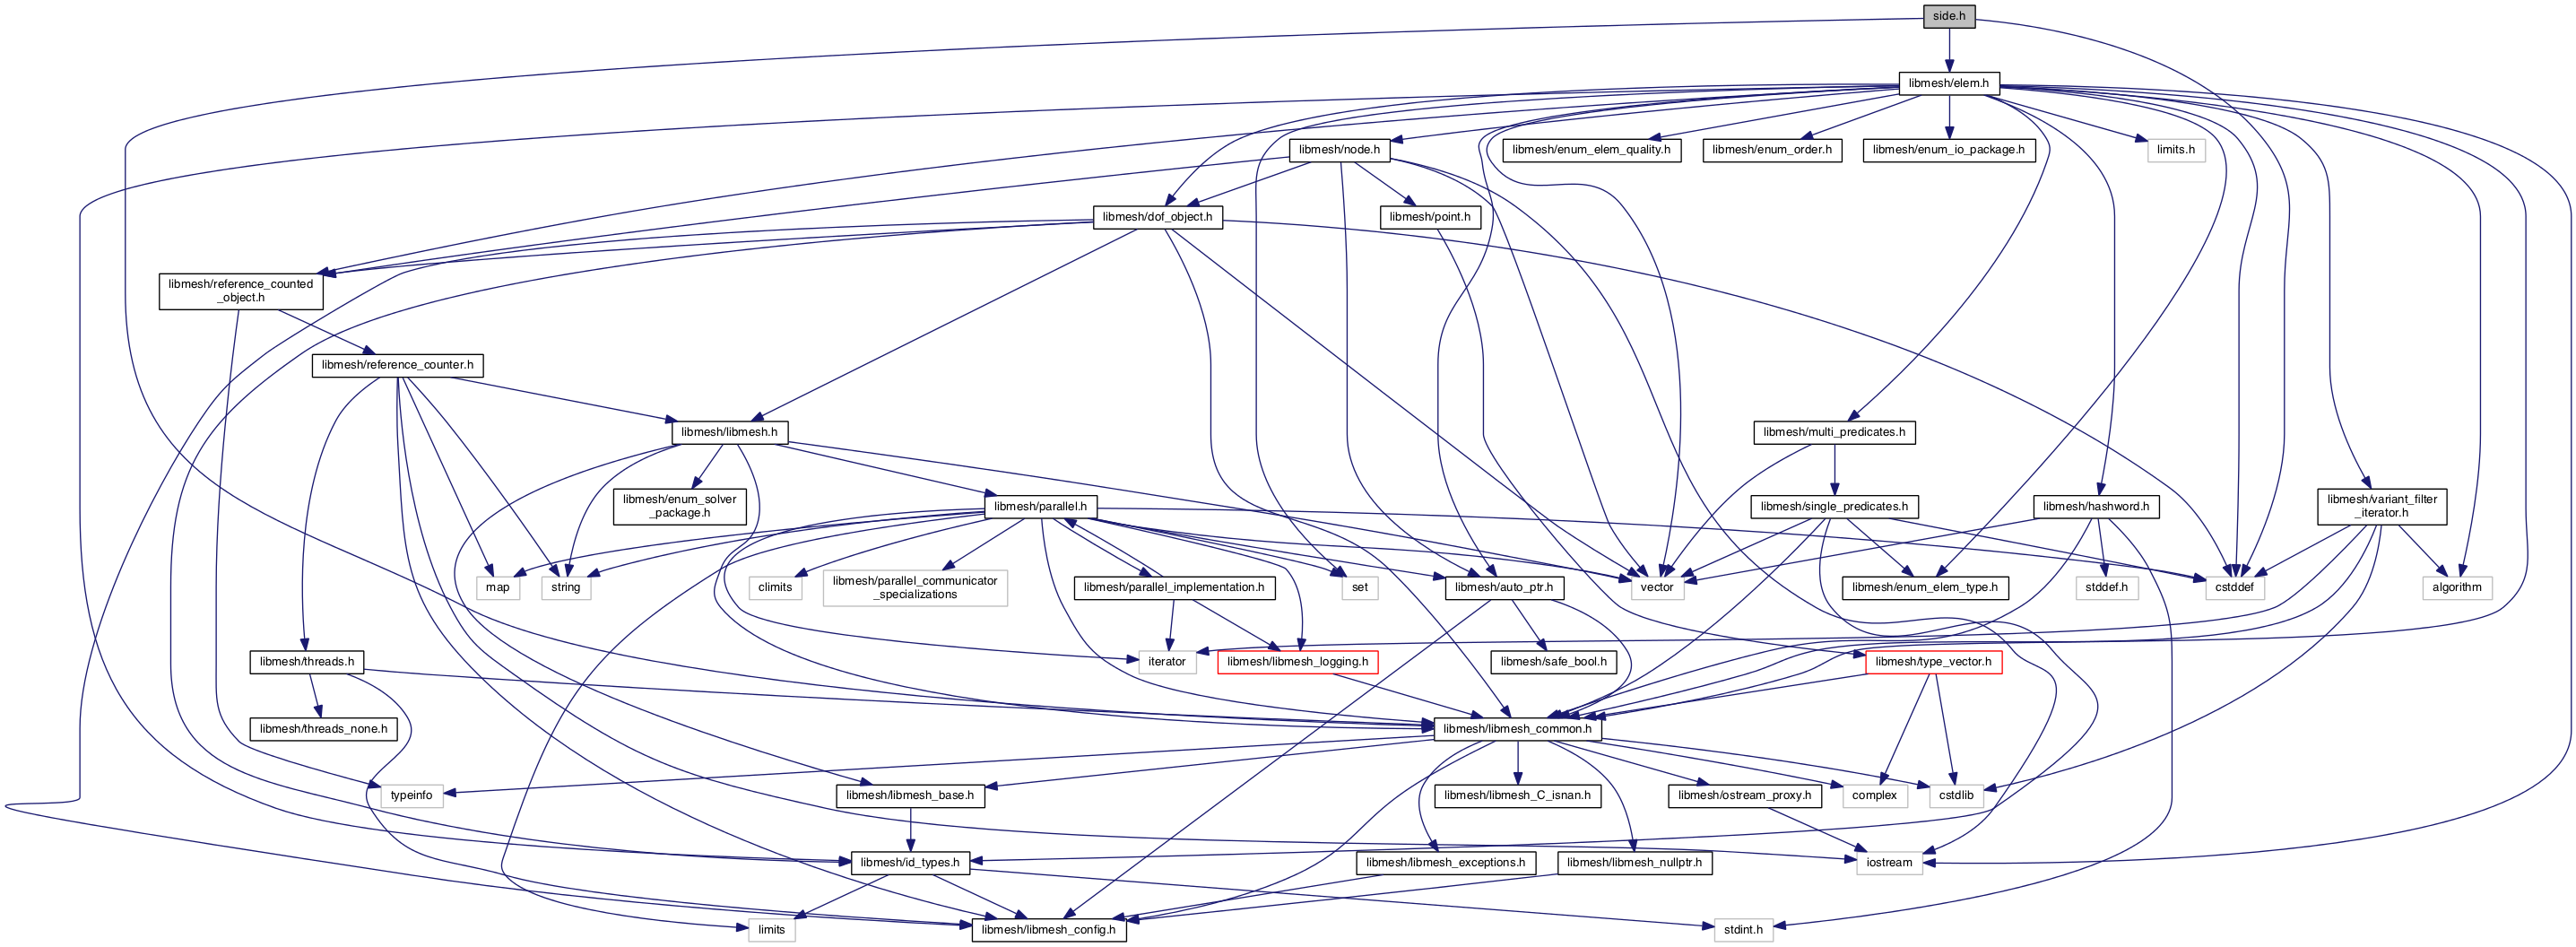 side.h
libmesh/elem.h
libmesh/node.h
libmesh/enum_elem_quality.h
libmesh/enum_order.h
libmesh/enum_io_package.h
limits.h
libmesh/dof_object.h
libmesh/point.h
libmesh/reference_counted
_object.h
libmesh/reference_counter.h
libmesh/libmesh.h
libmesh/multi_predicates.h
libmesh/enum_solver
_package.h
libmesh/parallel.h
libmesh/single_predicates.h
libmesh/hashword.h
libmesh/variant_filter
_iterator.h
map
string
climits
libmesh/parallel_communicator
_specializations
libmesh/parallel_implementation.h
set
libmesh/auto_ptr.h
vector
libmesh/enum_elem_type.h
stddef.h
cstddef
algorithm
libmesh/threads.h
iterator
libmesh/libmesh_logging.h
libmesh/safe_bool.h
libmesh/type_vector.h
libmesh/threads_none.h
libmesh/libmesh_common.h
typeinfo
libmesh/libmesh_base.h
libmesh/libmesh_C_isnan.h
libmesh/ostream_proxy.h
complex
cstdlib
libmesh/id_types.h
libmesh/libmesh_exceptions.h
libmesh/libmesh_nullptr.h
iostream
limits
libmesh/libmesh_config.h
stdint.h